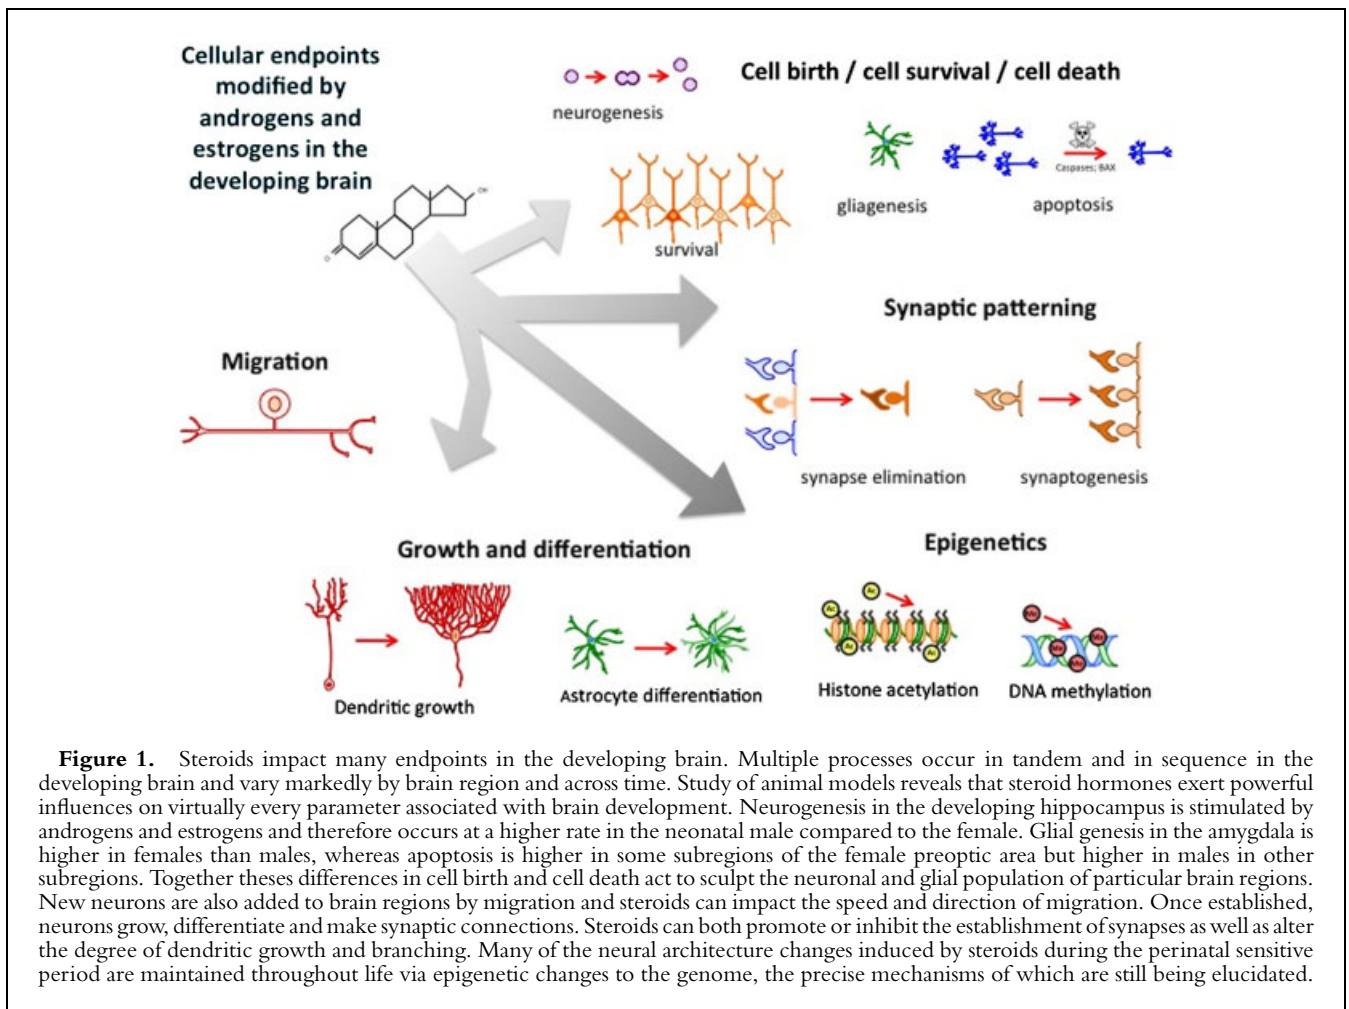 Cellular endpoints
modified by
androgens and
estrogens in the
developing brain
OH
O
neurogenesis
Cell birth / cell survival / cell death
survival
gliagenesis
Caspases; BAX
apoptosis
Synaptic patterning
synapse elimination
synaptogenesis
Migration
Growth and differentiation
Dendritic growth
Astrocyte differentiation
Epigenetics
Ac
Ac
Ac
Ac
Histone acetylation
Me
Me
Me
Me
DNA methylation
Figure 1. Steroids impact many endpoints in the developing brain. Multiple processes occur in tandem and in sequence in the
developing brain and vary markedly by brain region and across time. Study of animal models reveals that steroid hormones exert powerful
influences on virtually every parameter associated with brain development. Neurogenesis in the developing hippocampus is stimulated by
androgens and estrogens and therefore occurs at a higher rate in the neonatal male compared to the female. Glial genesis in the amygdala is
higher in females than males, whereas apoptosis is higher in some subregions of the female preoptic area but higher in males in other
subregions. Together theses differences in cell birth and cell death act to sculpt the neuronal and glial population of particular brain regions.
New neurons are also added to brain regions by migration and steroids can impact the speed and direction of migration. Once established,
neurons grow, differentiate and make synaptic connections. Steroids can both promote or inhibit the establishment of synapses as well as alter
the degree of dendritic growth and branching. Many of the neural architecture changes induced by steroids during the perinatal sensitive
period are maintained throughout life via epigenetic changes to the genome, the precise mechanisms of which are still being elucidated.